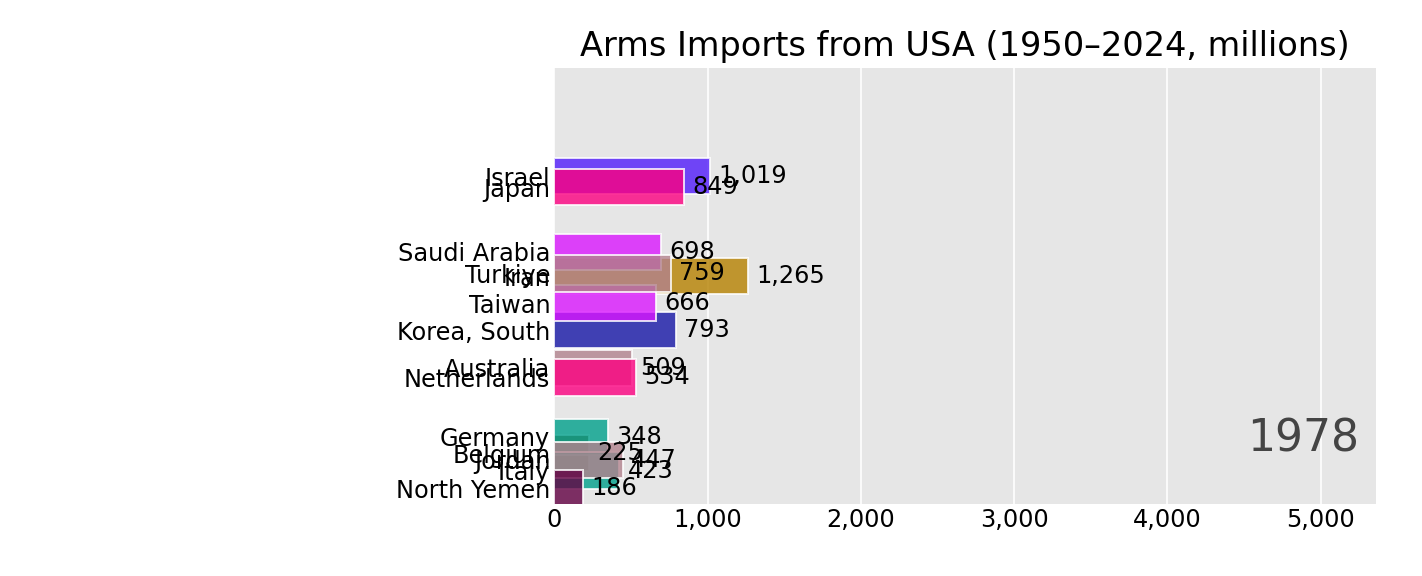 Arms Imports from USA (1950–2024, millions)
Israel 1,019
Japan 849
Saudi Arabia 698
Turkiye 759
Iran 1,265
Taiwan 666
Korea, South 793
Australia 509
Netherlands 534
Germany 348
Belgium 225
Jordan 447
Italy 423
North Yemen 186
1978
0 1,000 2,000 3,000 4,000 5,000